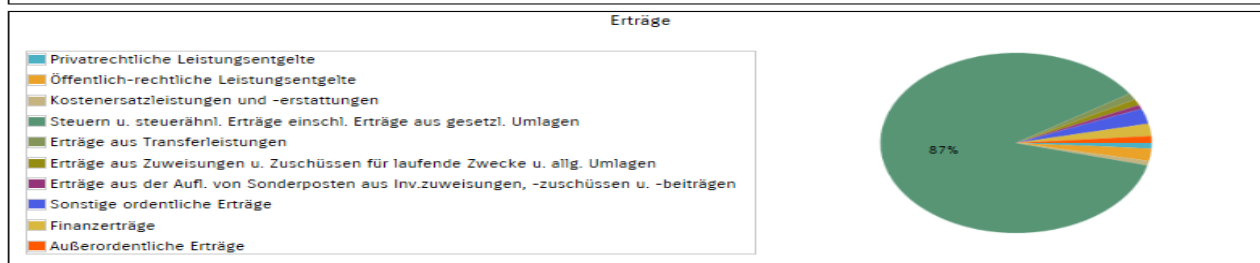 Erträge
Privatrechtliche Leistungsentgelte
Öffentlich-rechtliche Leistungsentgelte
Kostenersatzleistungen und -erstattungen
Steuern u. steuerähnl. Erträge einschl. Erträge aus gesetzl. Umlagen
Erträge aus Transferleistungen
Erträge aus Zuweisungen u. Zuschüssen für laufende Zwecke u. allg. Umlagen
Erträge aus der Aufl. von Sonderposten aus Inv.zuweisungen, -zuschüssen u. -beiträgen
Sonstige ordentliche Erträge
Finanzerträge
Außerordentliche Erträge
87%